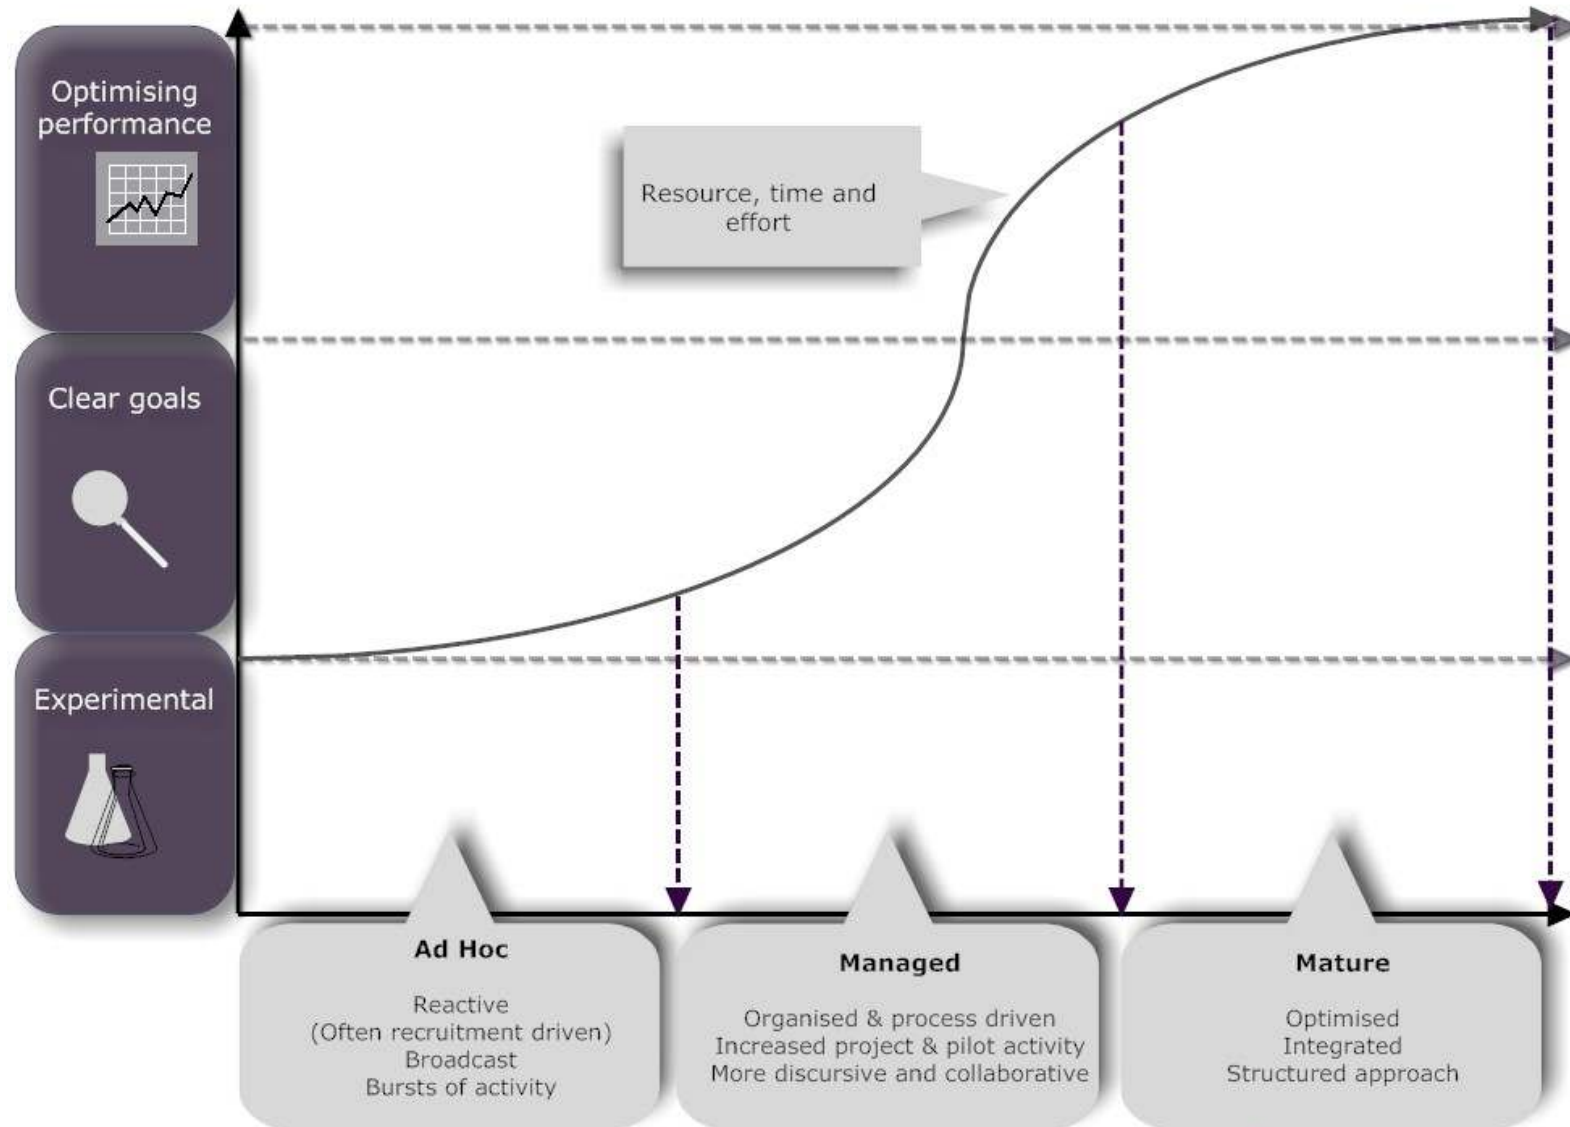 Optimising
performance
Resource, time and
effort
Clear goals
Experimental
Ad Hoc
Reactive
(Often recruitment driven)
Broadcast
Bursts of activity
Managed
Organised & process driven
Increased project & pilot activity
More discursive and collaborative
Mature
Optimised
Integrated
Structured approach